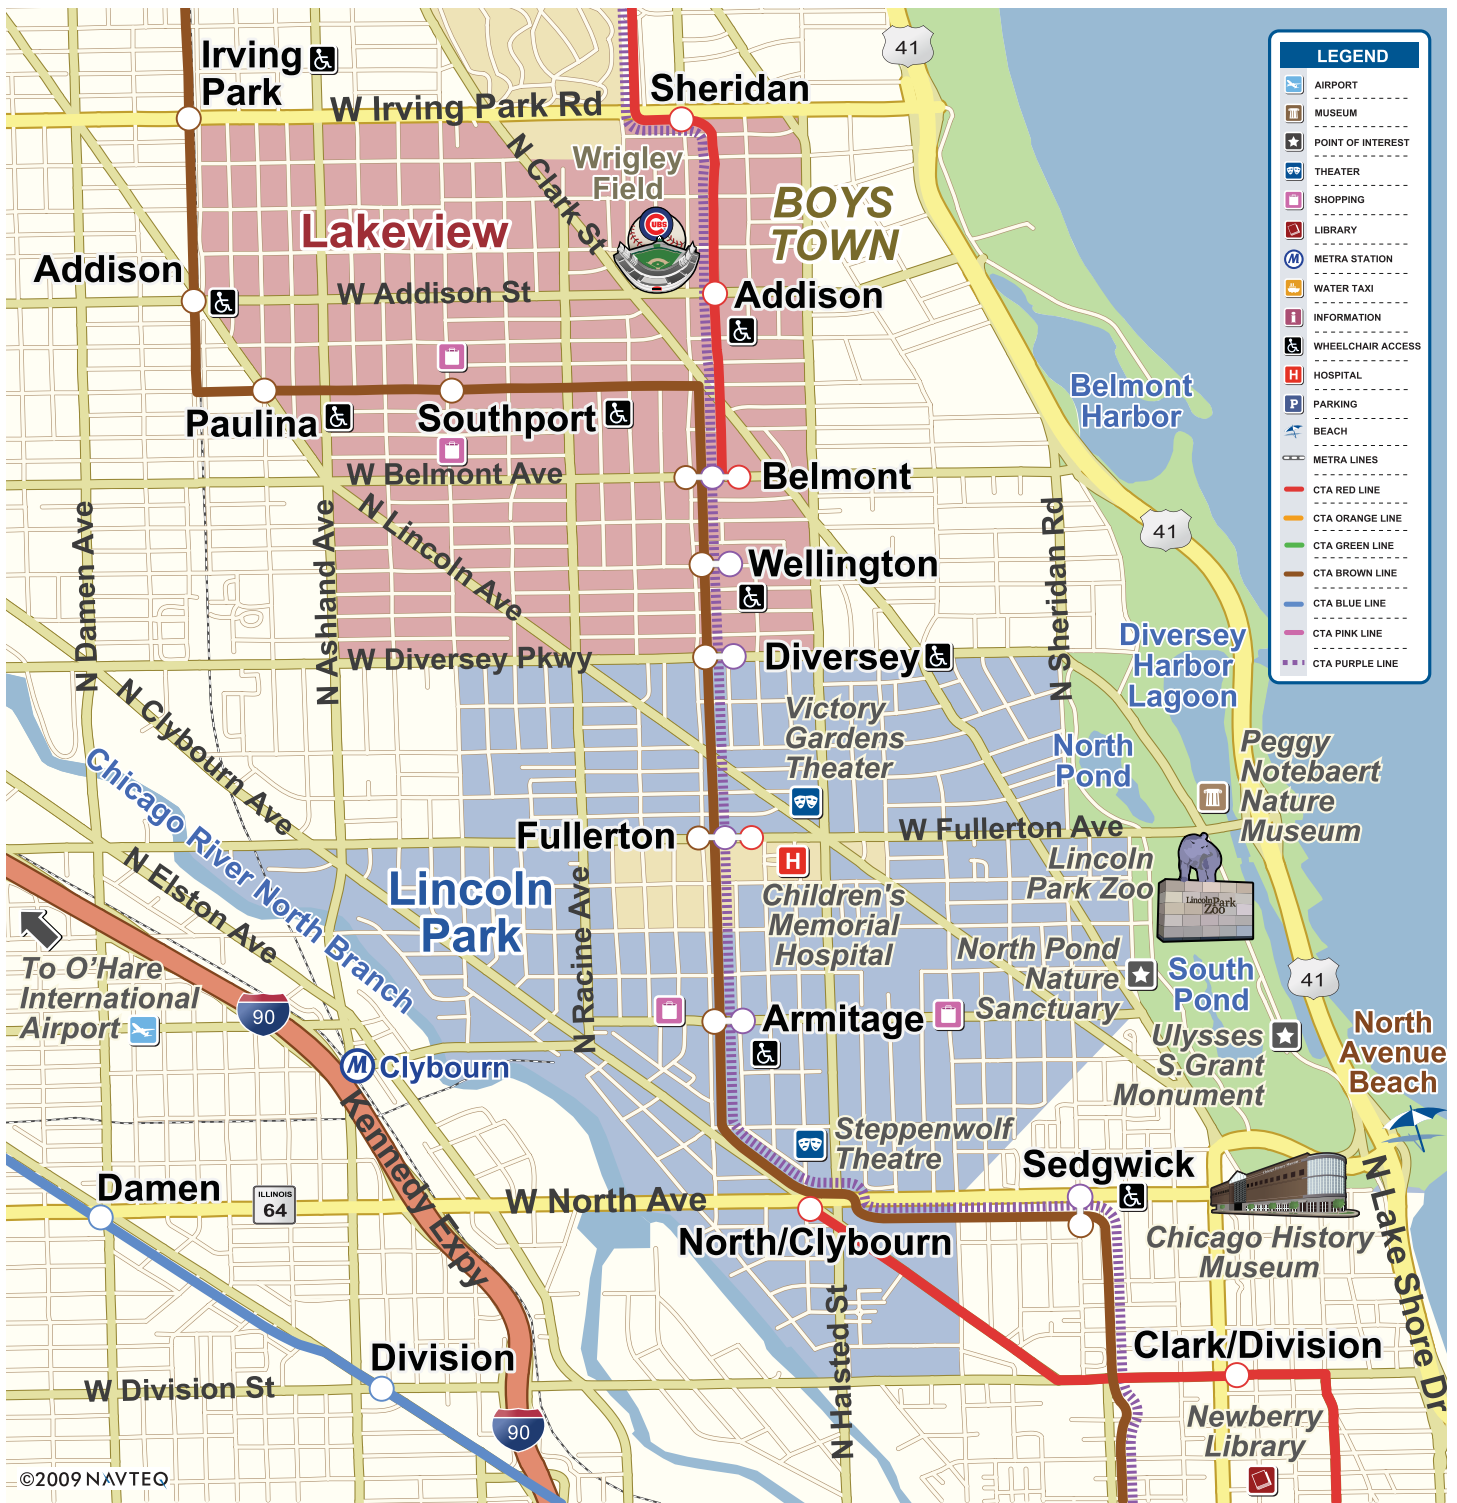 Irving
Park
W Irving Park Rd
Sheridan
41
N Clark St
Wrigley
Field
CUBS
BOYS
TOWN
Lakeview
Addison
W Addison St
Addison
Paulina
Southport
W Belmont Ave
Belmont
Belmont
Harbor
41
N Damen Ave
N Ashland Ave
N Lincoln Ave
Wellington
N Sheridan Rd
W Diversey Pkwy
Diversey
Diversey
Harbor
Lagoon
N Clybourn Ave
Victory
Gardens
Theater
North
Pond
Peggy
Notebaert
Nature
Museum
Chicago River North Branch
Fullerton
W Fullerton Ave
Lincoln
Park Zoo
LincolnPark
Zoo
N Elston Ave
Lincoln
Park
N Racine Ave
H
Children's
Memorial
Hospital
North Pond
Nature
Sanctuary
South
Pond
41
To O'Hare
International
Airport
90
Armitage
Ulysses
S.Grant
Monument
North
Avenue
Beach
M
Clybourn
Kennedy Expy
Steppenwolf
Theatre
Sedgwick
Damen
ILLINOIS
64
W North Ave
North/Clybourn
Chicago History
Museum
N Lake Shore Dr
N Halsted St
Division
W Division St
Clark/Division
90
Newberry
Library
©2009 NAVTEQ
LEGEND
AIRPORT
MUSEUM
POINT OF INTEREST
THEATER
SHOPPING
LIBRARY
M METRA STATION
WATER TAXI
i INFORMATION
WHEELCHAIR ACCESS
H HOSPITAL
P PARKING
BEACH
METRA LINES
CTA RED LINE
CTA ORANGE LINE
CTA GREEN LINE
CTA BROWN LINE
CTA BLUE LINE
CTA PINK LINE
CTA PURPLE LINE